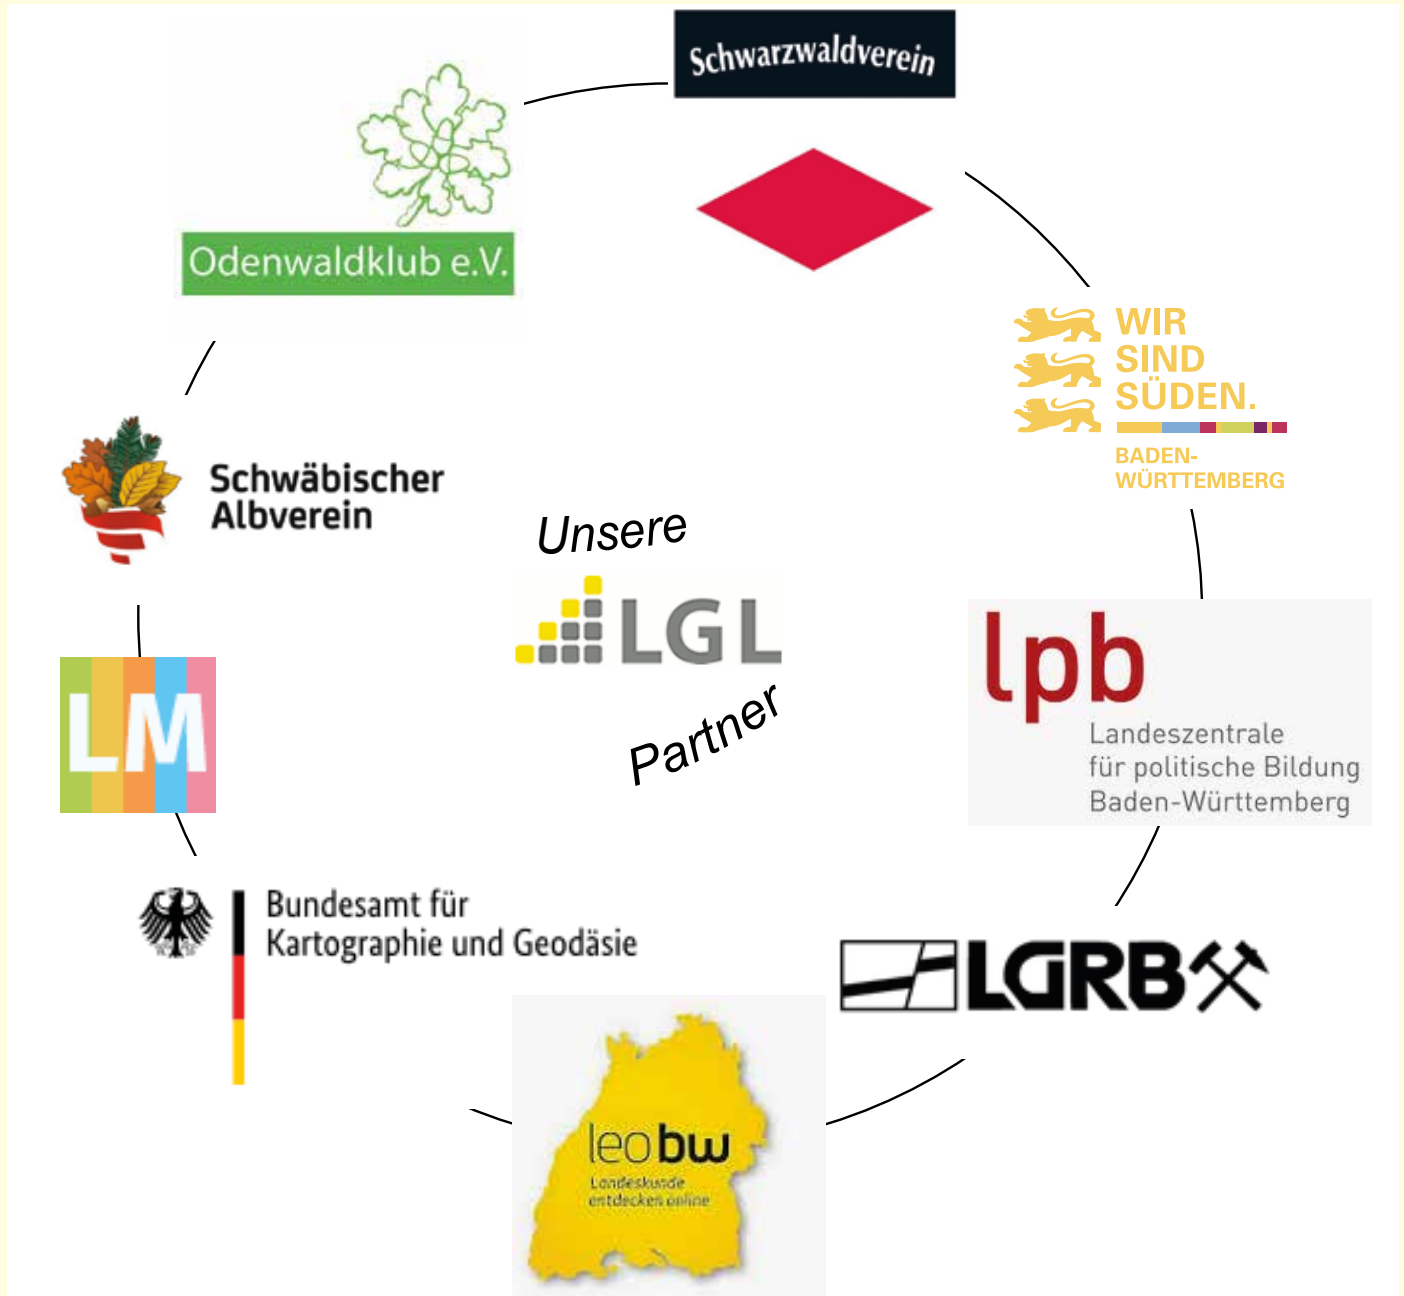 Schwarzwaldverein
Odenwaldklub e.V.
WIR
SIND
SÜDEN.
BADEN-
WÜRTTEMBERG
Schwäbischer
Albverein
Unsere
LGL
Partner
lpb
Landeszentrale
für politische Bildung
Baden-Württemberg
LM
Bundesamt für
Kartographie und Geodäsie
LGRB
leobw
Landeskunde
entdecken online